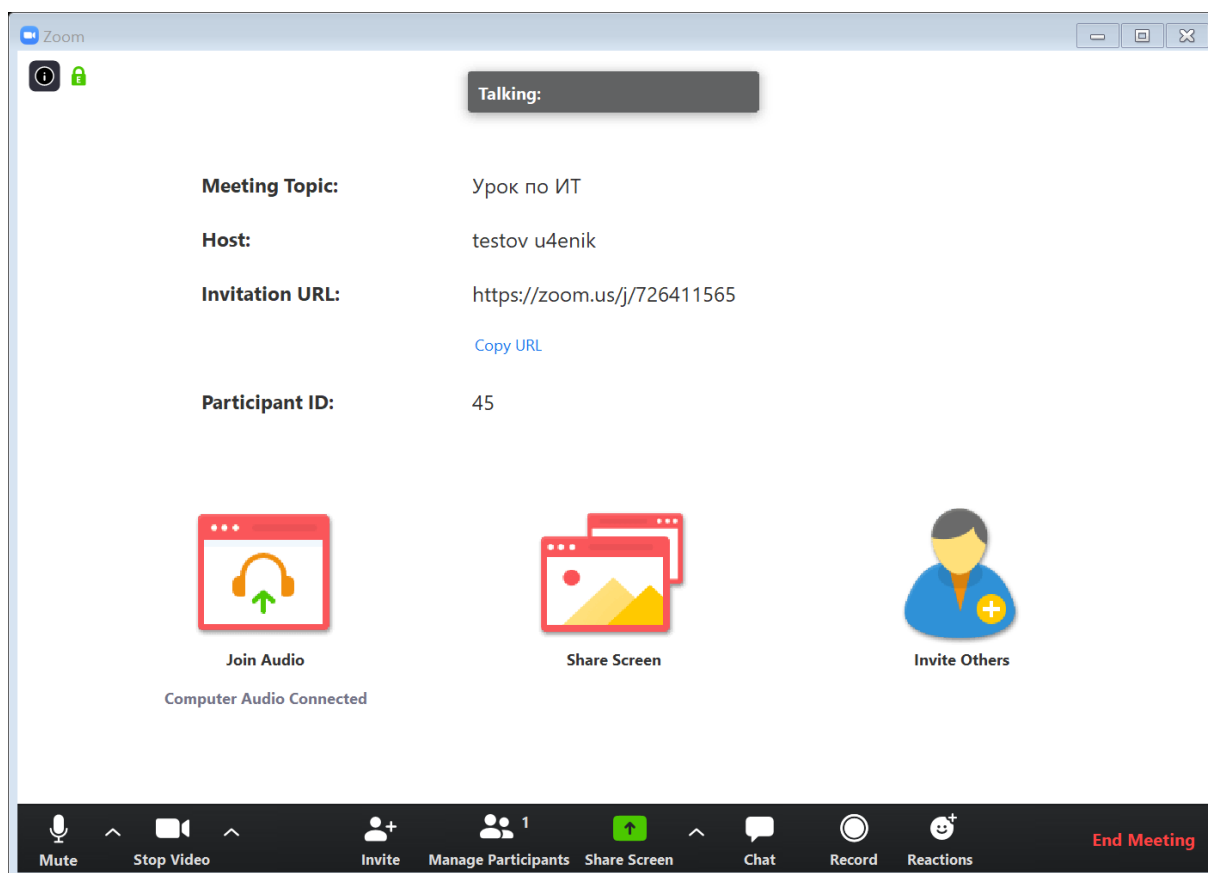 Zoom
Talking:
Meeting Topic: Урок по ИТ
Host: testov u4enik
Invitation URL: https://zoom.us/j/726411565
Copy URL
Participant ID: 45
Join Audio Share Screen Invite Others
Computer Audio Connected
1
Mute Stop Video Invite Manage Participants Share Screen Chat Record Reactions End Meeting